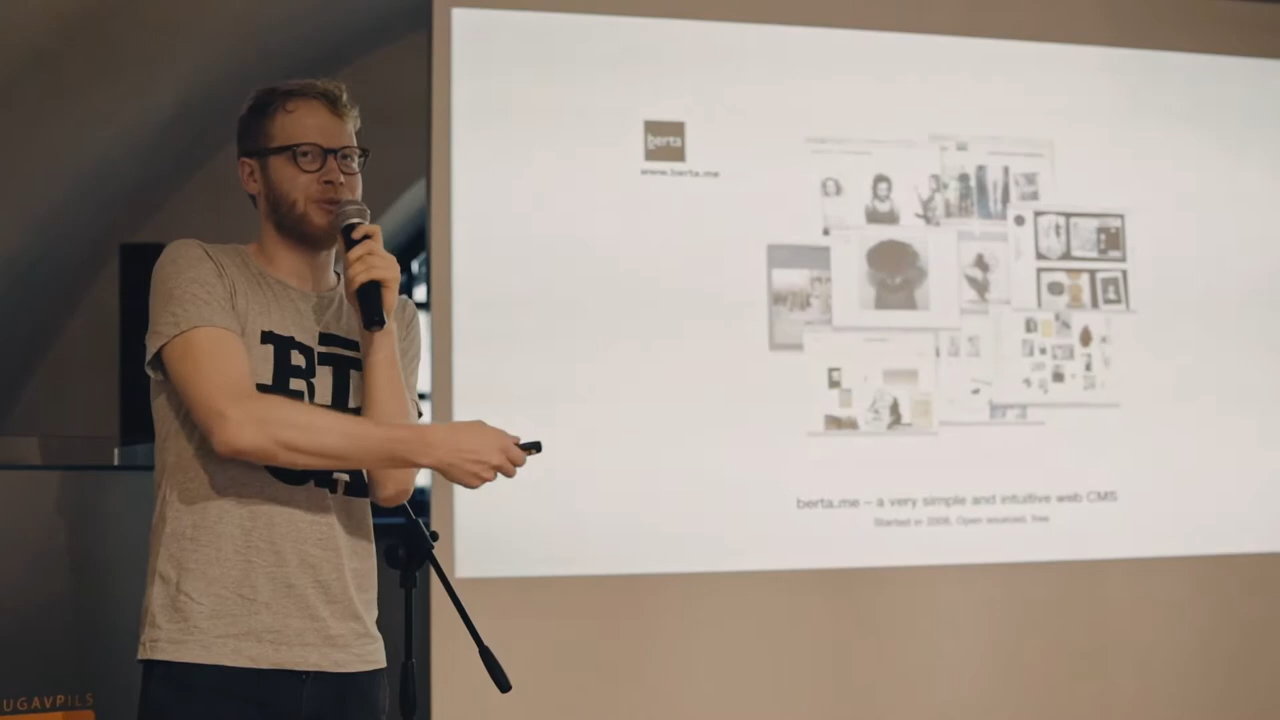 berta
www.berta.me
berta.me – a very simple and intuitive web CMS
Started in 2008. Open sourced, free
UGAVPILS